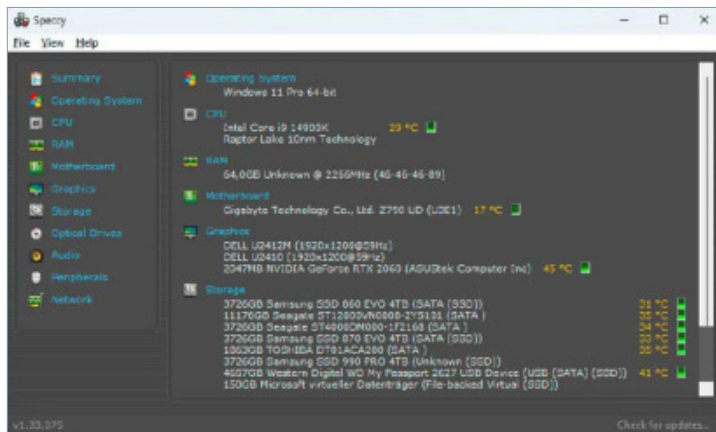 Speccy
File View Help
Summary
Operating System
CPU
RAM
Motherboard
Graphics
Storage
Optical Drives
Audio
Peripherals
Network
Operating System
Windows 11 Pro 64-bit
CPU
Intel Core i9 14900K 29 °C
Raptor Lake 10nm Technology
RAM
64,0GB Unknown @ 2266MHz (46-46-46-89)
Motherboard
Gigabyte Technology Co., Ltd. Z790 UD (U3E1) 17 °C
Graphics
DELL U2412M (1920x1200@59Hz)
DELL U2410 (1920x1200@59Hz)
2047MB NVIDIA GeForce RTX 2060 (ASUStek Computer Inc) 45 °C
Storage
3726GB Samsung SSD 860 EVO 4TB (SATA (SSD)) 31 °C
11176GB Seagate ST12000VN0008-2YS101 (SATA ) 35 °C
3726GB Seagate ST4000DM000-1F2168 (SATA ) 34 °C
3726GB Samsung SSD 870 EVO 4TB (SATA (SSD)) 33 °C
1863GB TOSHIBA DT01ACA200 (SATA ) 35 °C
3726GB Samsung SSD 990 PRO 4TB (Unknown (SSD))
4657GB Western Digital WD My Passport 2627 USB Device (USB (SATA) (SSD)) 41 °C
150GB Microsoft virtueller Datenträger (File-backed Virtual (SSD))
v1.33.075
Check for updates...